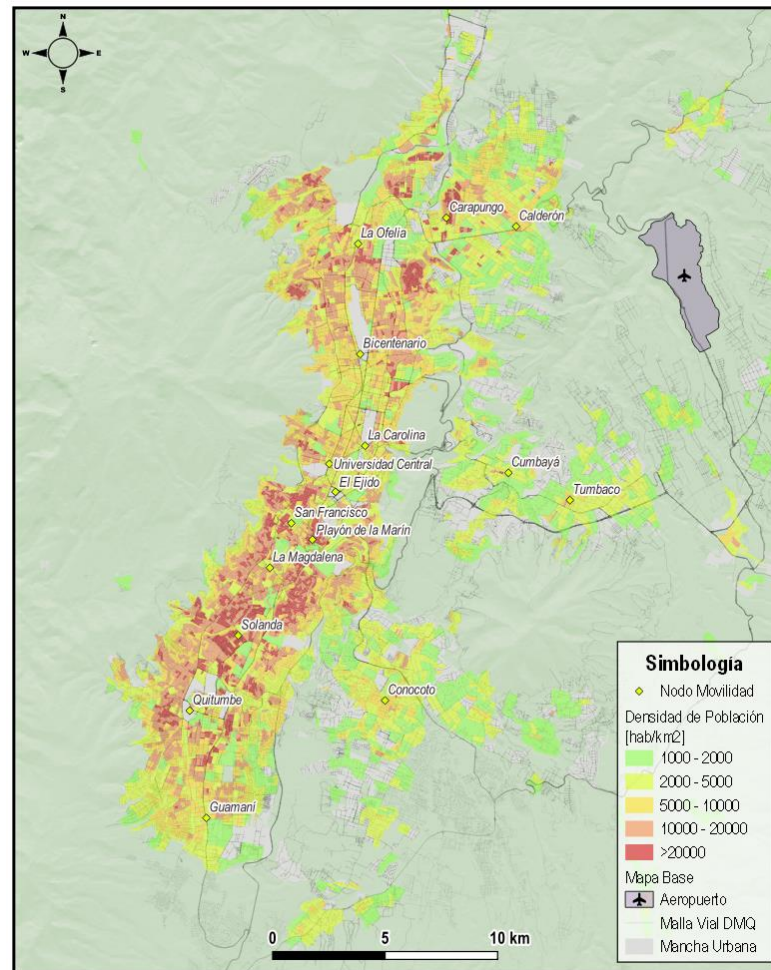 N
W E
S
Carapungo
Calderón
La Ofelia
Bicentenario
La Carolina
Universidad Central
Cumbayá
El Ejido
Tumbaco
San Francisco
Playón de la Marín
La Magdalena
Solanda
Conocoto
Quitumbe
Guamaní
Simbología
Nodo Movilidad
Densidad de Población
[hab/km2]
1000 - 2000
2000 - 5000
5000 - 10000
10000 - 20000
>20000
Mapa Base
Aeropuerto
Malla Vial DMQ
Mancha Urbana
0 5 10 km